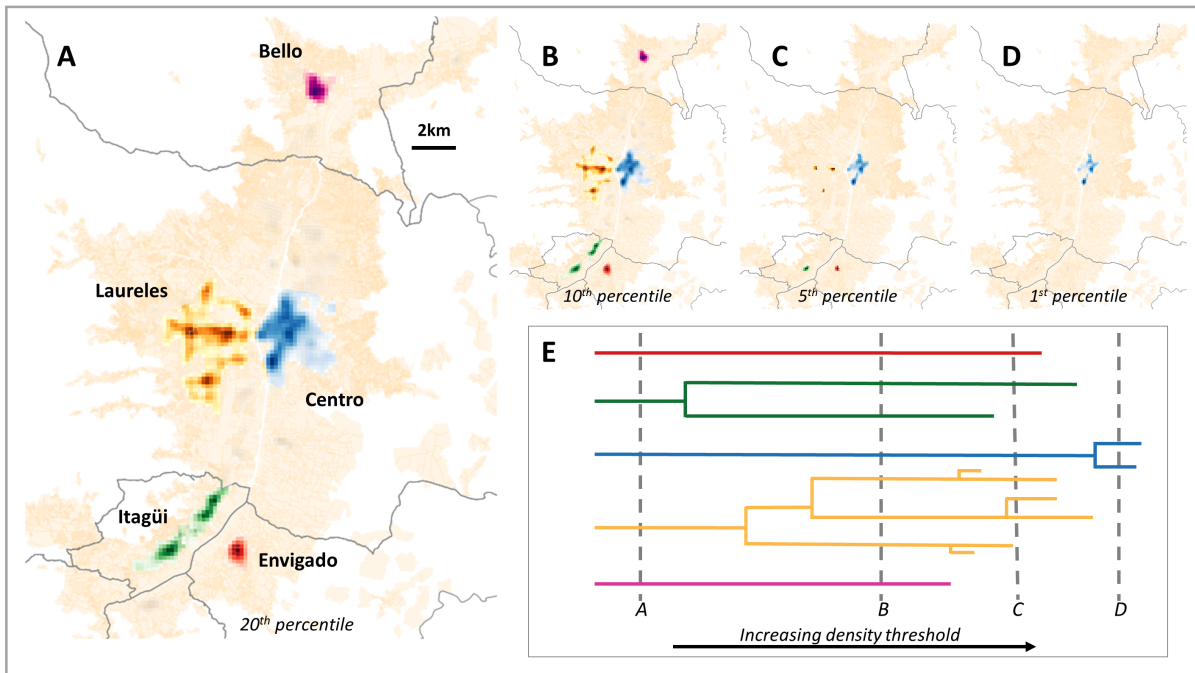 A
Bello
2km
Laureles
Centro
Itagüi
Envigado
20th percentile
B
10th percentile
C
5th percentile
D
1st percentile
E
A
B
C
D
Increasing density threshold